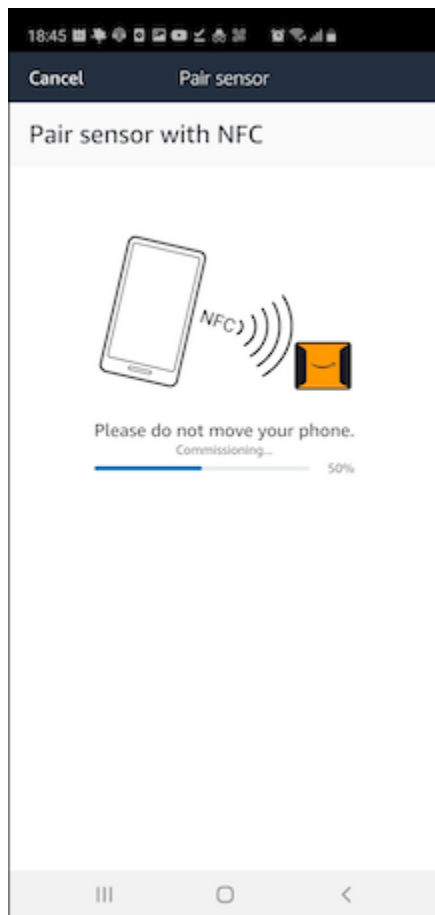 18:45
Cancel Pair sensor
Pair sensor with NFC
NFC
Please do not move your phone.
Commissioning...
50%